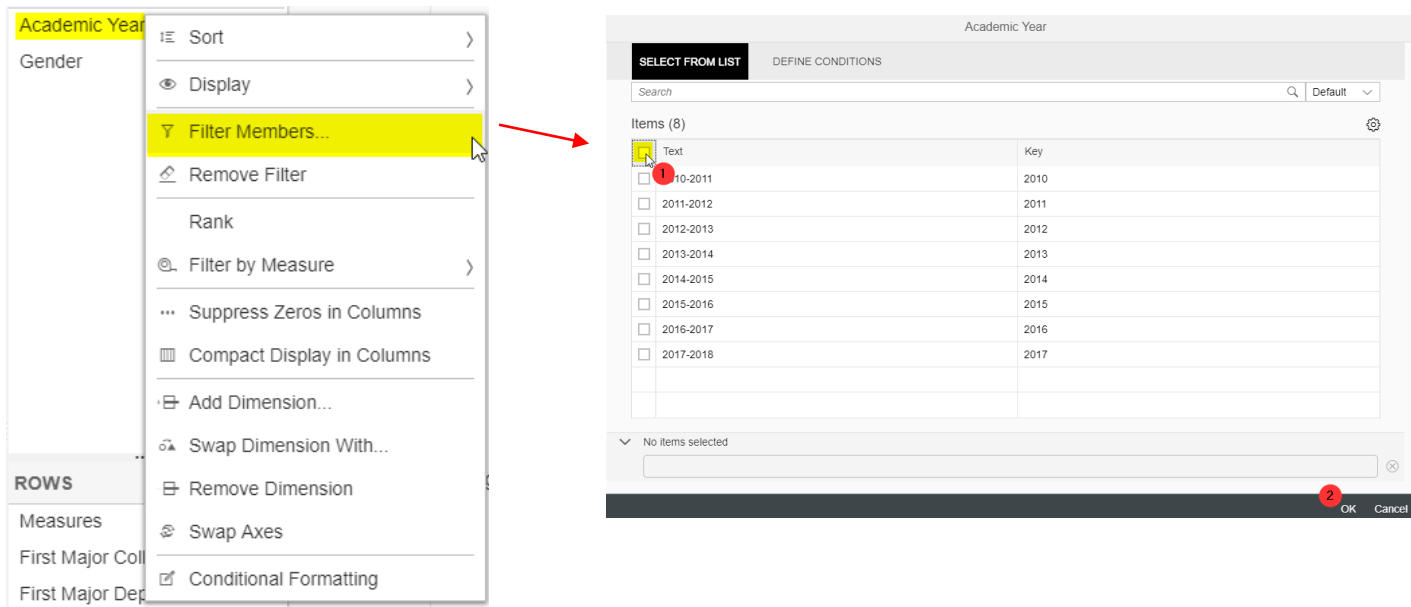 Academic Year
Gender
Sort
Display
Filter Members...
Remove Filter
Rank
Filter by Measure
Suppress Zeros in Columns
Compact Display in Columns
Add Dimension...
Swap Dimension With...
Remove Dimension
Swap Axes
Conditional Formatting
ROWS
Measures
First Major Coll
First Major Dep
Academic Year
SELECT FROM LIST DEFINE CONDITIONS
Search Default
Items (8)
Text Key
1 10-2011 2010
2011-2012 2011
2012-2013 2012
2013-2014 2013
2014-2015 2014
2015-2016 2015
2016-2017 2016
2017-2018 2017
No items selected
2
OK Cancel